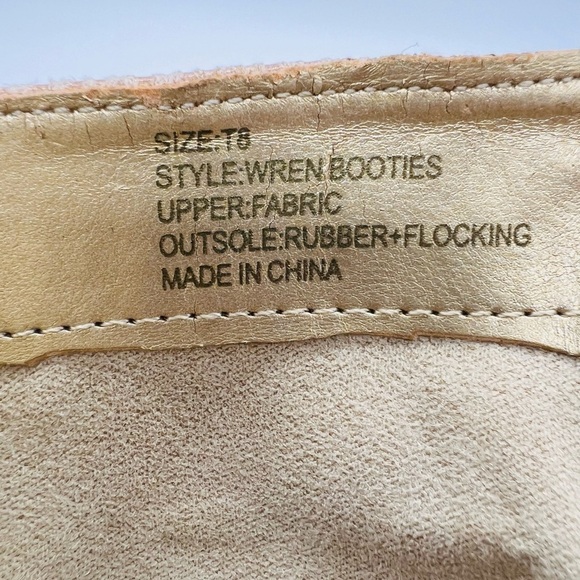 SIZE:T8
STYLE:WREN BOOTIES
UPPER:FABRIC
OUTSOLE:RUBBER+FLOCKING
MADE IN CHINA